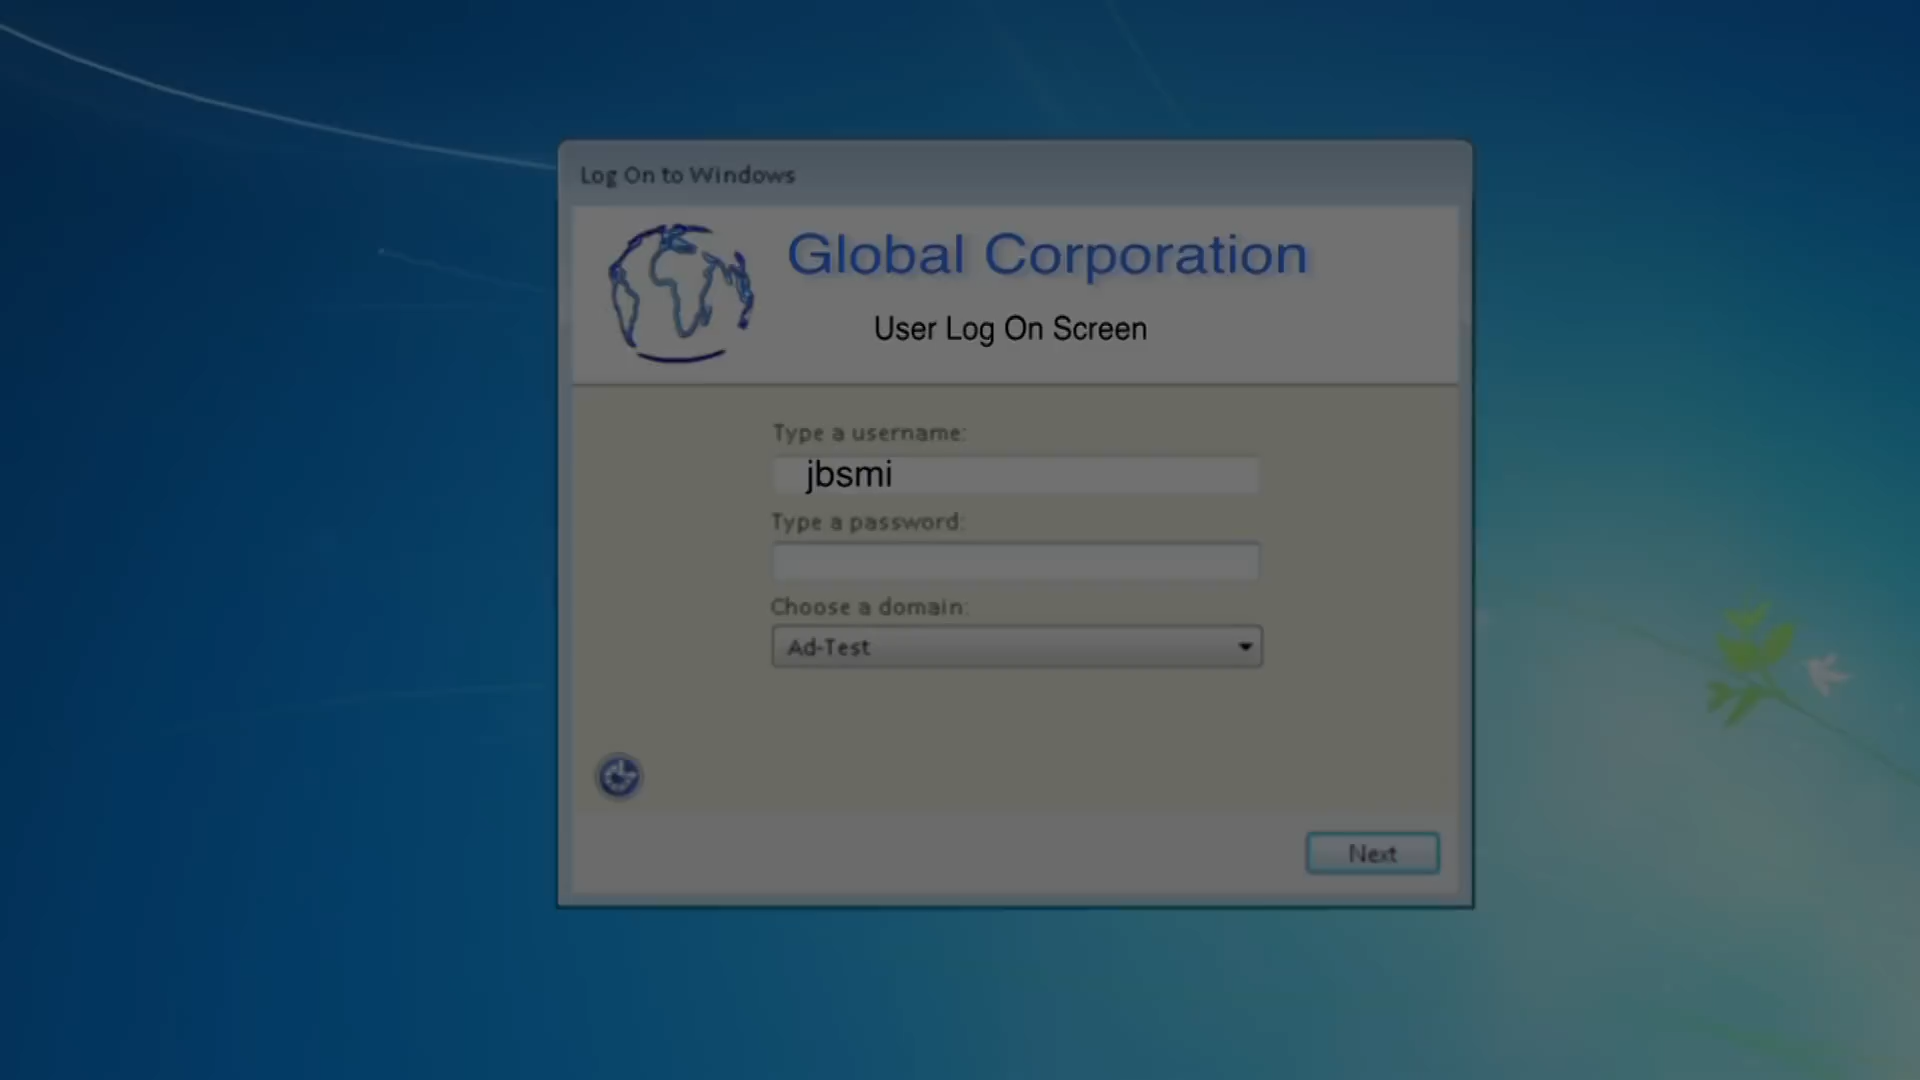 Log On to Windows
Global Corporation
User Log On Screen
Type a username:
jbsmi
Type a password:
Choose a domain:
Ad-Test
Next